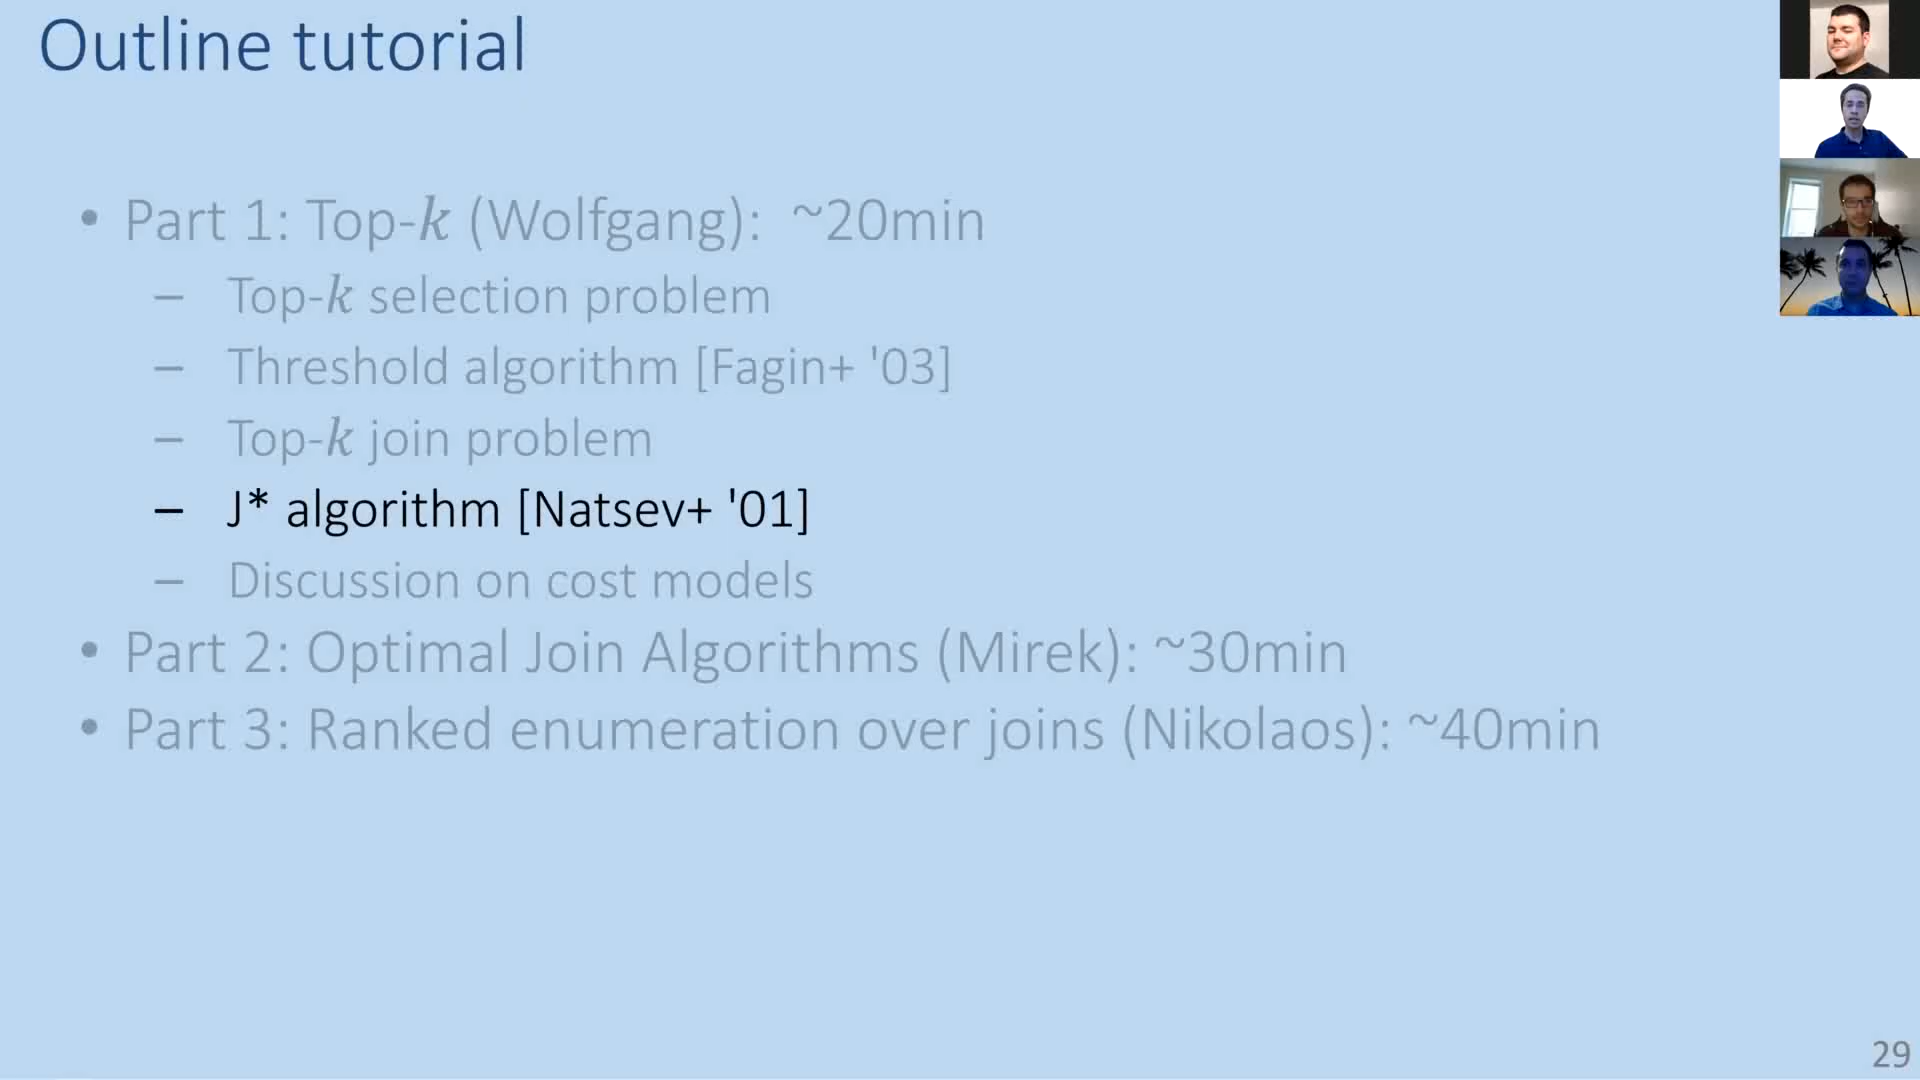 Outline tutorial
• Part 1: Top-k (Wolfgang): ~20min
– Top-k selection problem
– Threshold algorithm [Fagin+ '03]
– Top-k join problem
– J* algorithm [Natsev+ '01]
– Discussion on cost models
• Part 2: Optimal Join Algorithms (Mirek): ~30min
• Part 3: Ranked enumeration over joins (Nikolaos): ~40min
29